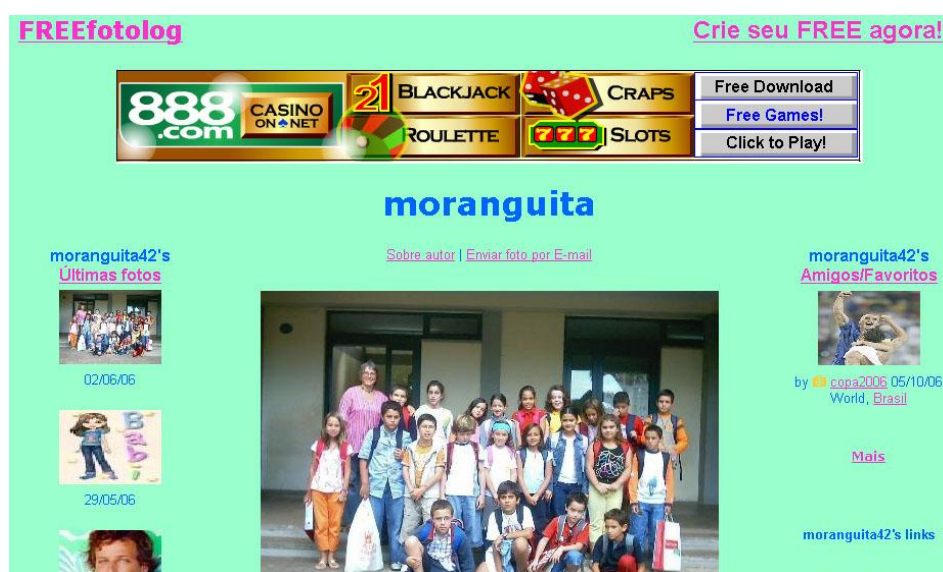 FREEfotolog
Crie seu FREE agora!
888
.com
CASINO
ON NET
21 BLACKJACK
CRAPS
ROULETTE
777 SLOTS
Free Download
Free Games!
Click to Play!
moranguita
moranguita42's
Últimas fotos
02/06/06
Babi
29/05/06
Sobre autor | Enviar foto por E-mail
moranguita42's
Amigos/Favoritos
by copa2006 05/10/06
World, Brasil
Mais
moranguita42's links